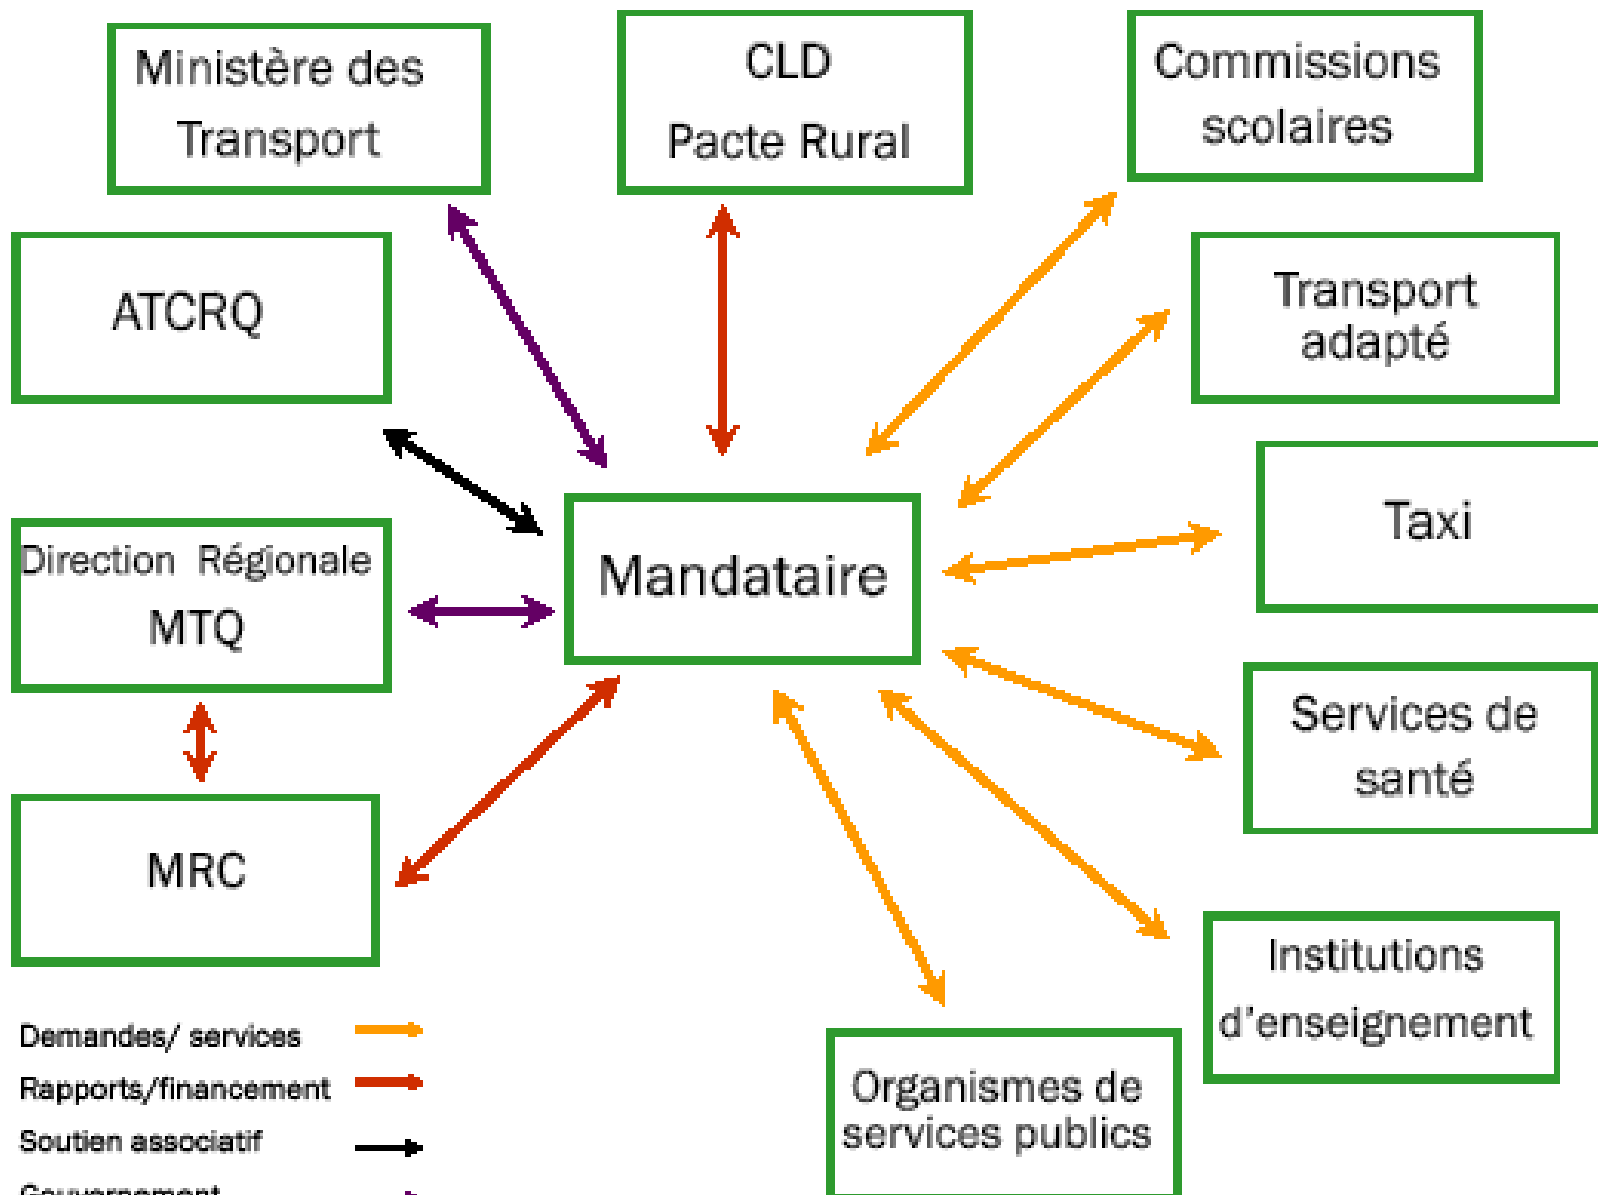 Ministère des
Transport
CLD
Pacte Rural
Commissions
scolaires
ATCRQ
Transport
adapté
Taxi
Direction Régionale
MTQ
Mandataire
Services de
santé
MRC
Institutions
d'enseignement
Organismes de
services publics
Demandes/ services
Rapports/financement
Soutien associatif
Gouvernement